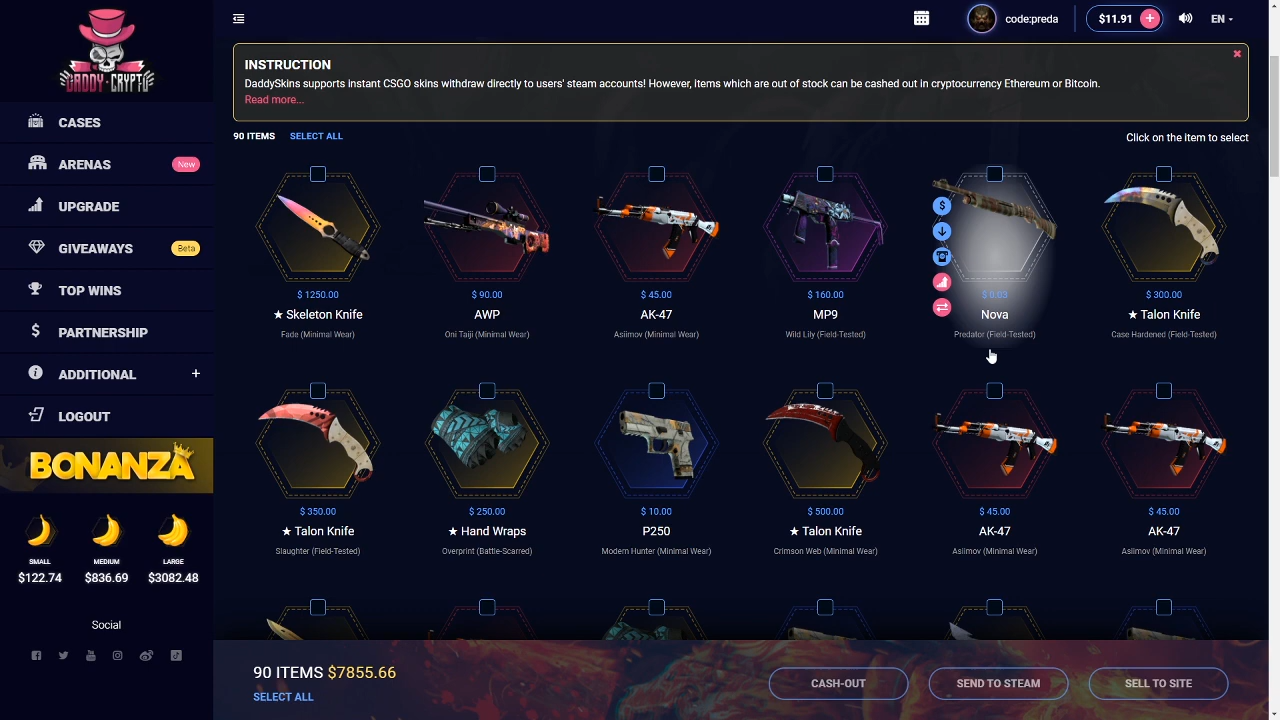 $11.91
code:preda
EN
DADDY CRYPTO
INSTRUCTION
DaddySkins supports instant CSGO skins withdraw directly to users' steam accounts! However, items which are out of stock can be cashed out in cryptocurrency Ethereum or Bitcoin.
Read more...
CASES
ARENAS New
UPGRADE
GIVEAWAYS Beta
TOP WINS
PARTNERSHIP
ADDITIONAL +
LOGOUT
BONANZA
SMALL MEDIUM LARGE
$122.74 $836.69 $3082.48
Social
90 ITEMS SELECT ALL Click on the item to select
$ 1250.00 $ 90.00 $ 45.00 $ 160.00 $ 0.03 $ 300.00
★ Skeleton Knife AWP AK-47 MP9 Nova ★ Talon Knife
Fade (Minimal Wear) Oni Taiji (Minimal Wear) Asiimov (Minimal Wear) Wild Lily (Field-Tested) Predator (Field-Tested) Case Hardened (Field-Tested)
$ 350.00 $ 250.00 $ 10.00 $ 500.00 $ 45.00 $ 45.00
★ Talon Knife ★ Hand Wraps P250 ★ Talon Knife AK-47 AK-47
Slaughter (Field-Tested) Overprint (Battle-Scarred) Modern Hunter (Minimal Wear) Crimson Web (Minimal Wear) Asiimov (Minimal Wear) Asiimov (Minimal Wear)
90 ITEMS $7855.66
SELECT ALL
CASH-OUT SEND TO STEAM SELL TO SITE